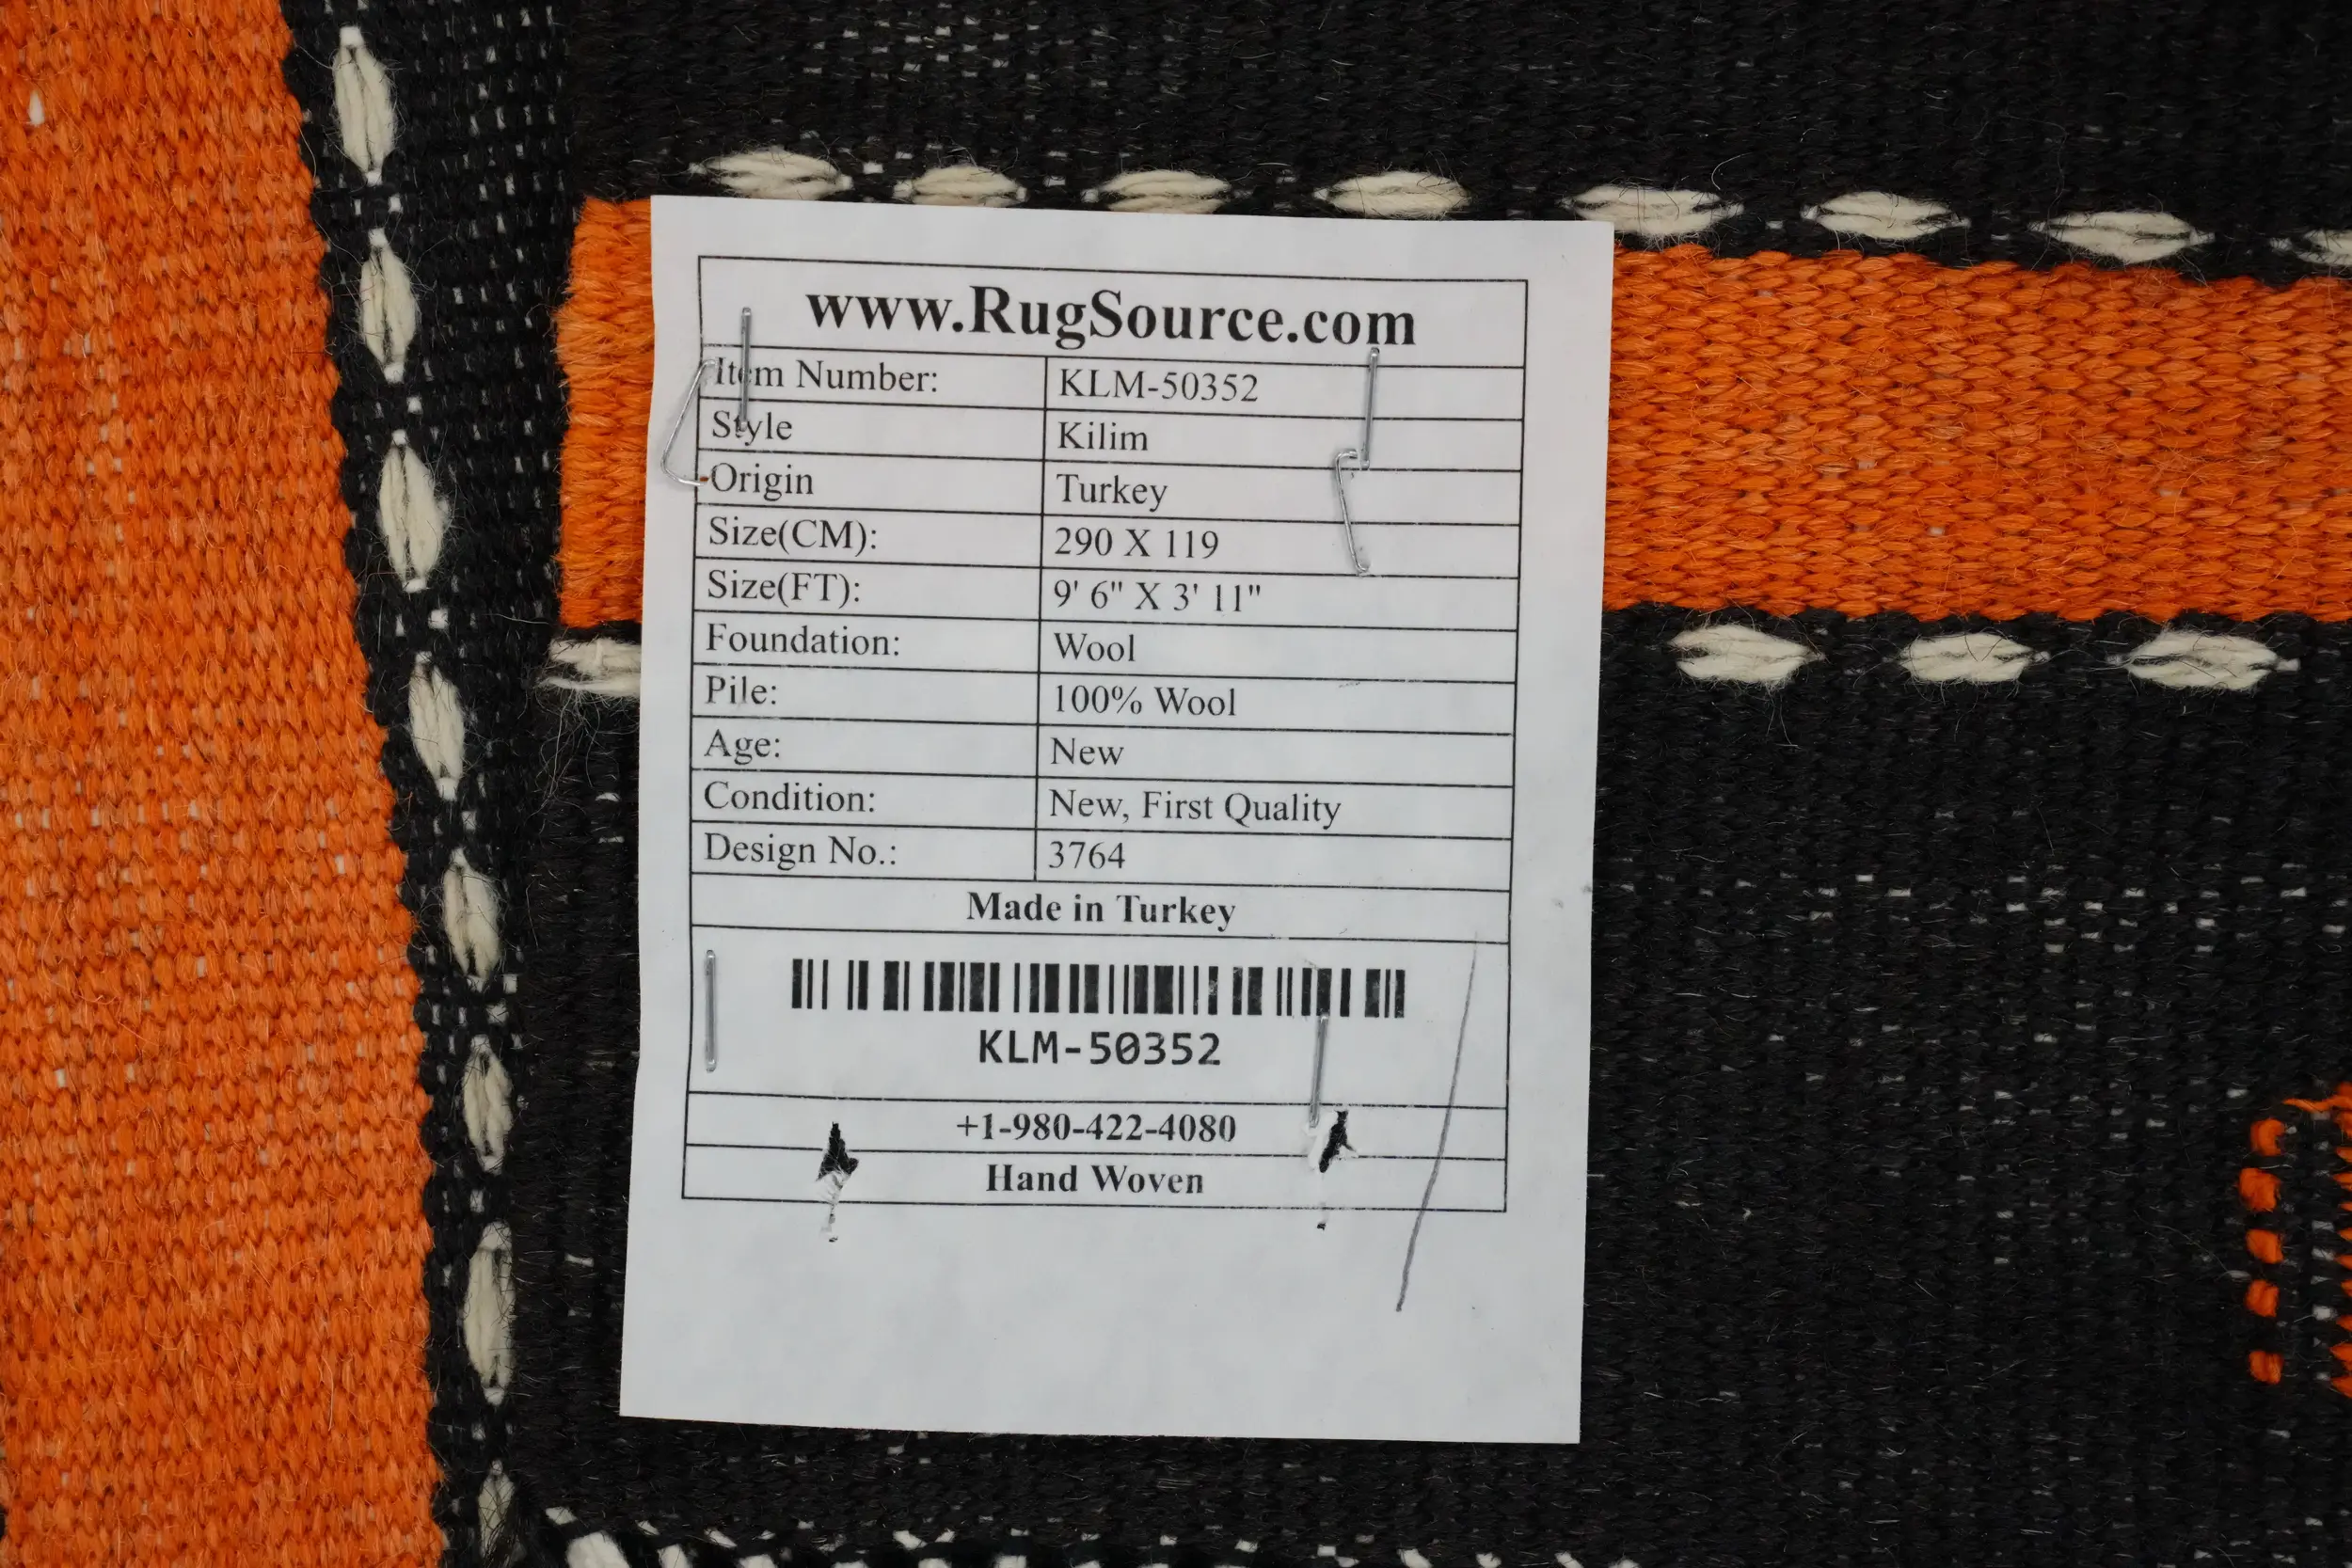 www.RugSource.com
Item Number: KLM-50352
Style Kilim
Origin Turkey
Size(CM): 290 X 119
Size(FT): 9' 6" X 3' 11"
Foundation: Wool
Pile: 100% Wool
Age: New
Condition: New, First Quality
Design No.: 3764
Made in Turkey
KLM-50352
+1-980-422-4080
Hand Woven